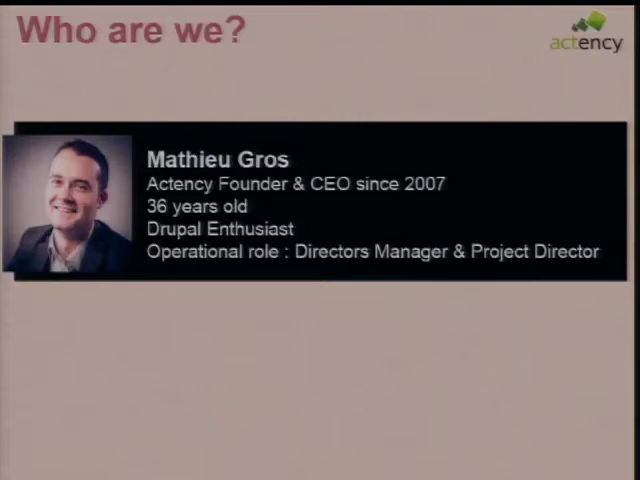 Who are we?
actency
Mathieu Gros
Actency Founder & CEO since 2007
36 years old
Drupal Enthusiast
Operational role : Directors Manager & Project Director